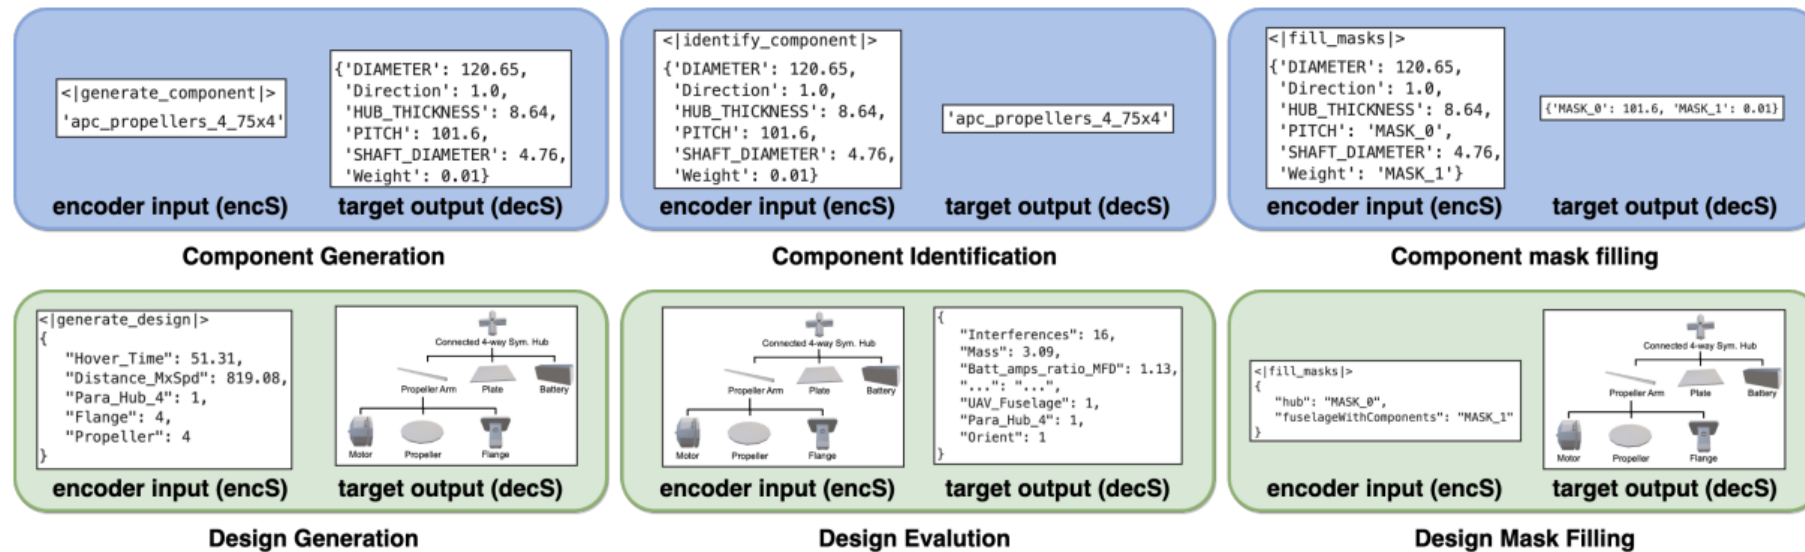 <|generate_component|>
'apc_propellers_4_75x4'
encoder input (encS)
{'DIAMETER': 120.65,
'Direction': 1.0,
'HUB_THICKNESS': 8.64,
'PITCH': 101.6,
'SHAFT_DIAMETER': 4.76,
'Weight': 0.01}
target output (decS)
Component Generation
<|identify_component|>
{'DIAMETER': 120.65,
'Direction': 1.0,
'HUB_THICKNESS': 8.64,
'PITCH': 101.6,
'SHAFT_DIAMETER': 4.76,
'Weight': 0.01}
encoder input (encS)
'apc_propellers_4_75x4'
target output (decS)
Component Identification
<|fill_masks|>
{'DIAMETER': 120.65,
'Direction': 1.0,
'HUB_THICKNESS': 8.64,
'PITCH': 'MASK_0',
'SHAFT_DIAMETER': 4.76,
'Weight': 'MASK_1'}
encoder input (encS)
{'MASK_0': 101.6, 'MASK_1': 0.01}
target output (decS)
Component mask filling
<|generate_design|>
{
"Hover_Time": 51.31,
"Distance_MxSpd": 819.08,
"Para_Hub_4": 1,
"Flange": 4,
"Propeller": 4
}
encoder input (encS)
Connected 4-way Sym. Hub
Propeller Arm
Plate
Battery
Motor
Propeller
Flange
target output (decS)
Design Generation
Connected 4-way Sym. Hub
Propeller Arm
Plate
Battery
Motor
Propeller
Flange
encoder input (encS)
{
"Interferences": 16,
"Mass": 3.09,
"Batt_amps_ratio_MFD": 1.13,
"...": "...",
"UAV_Fuselage": 1,
"Para_Hub_4": 1,
"Orient": 1
}
target output (decS)
Design Evalution
<|fill_masks|>
{
"hub": "MASK_0",
"fuselageWithComponents": "MASK_1"
}
encoder input (encS)
Connected 4-way Sym. Hub
Propeller Arm
Plate
Battery
Motor
Propeller
Flange
target output (decS)
Design Mask Filling